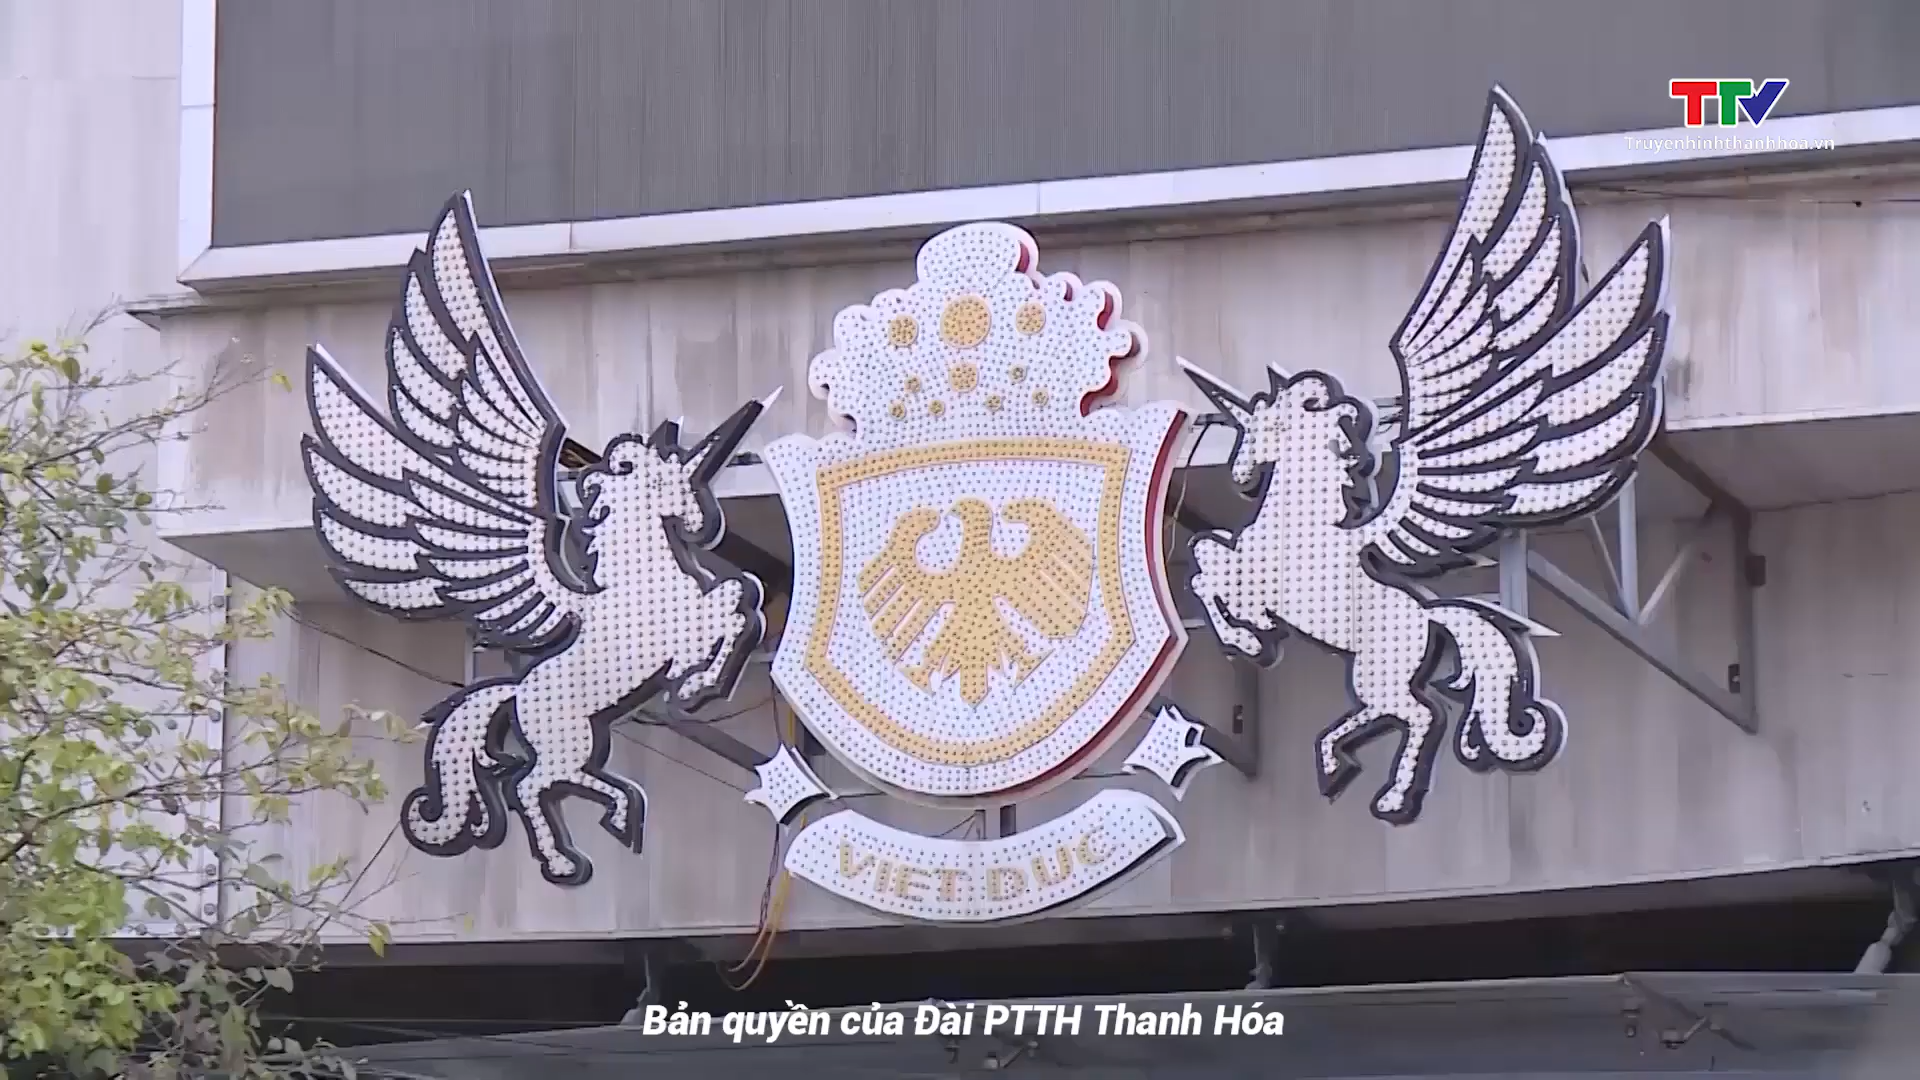 TTV
Truyenhinhthanhhoa.vn
VIET.DUC
Bản quyền của Đài PTTH Thanh Hóa